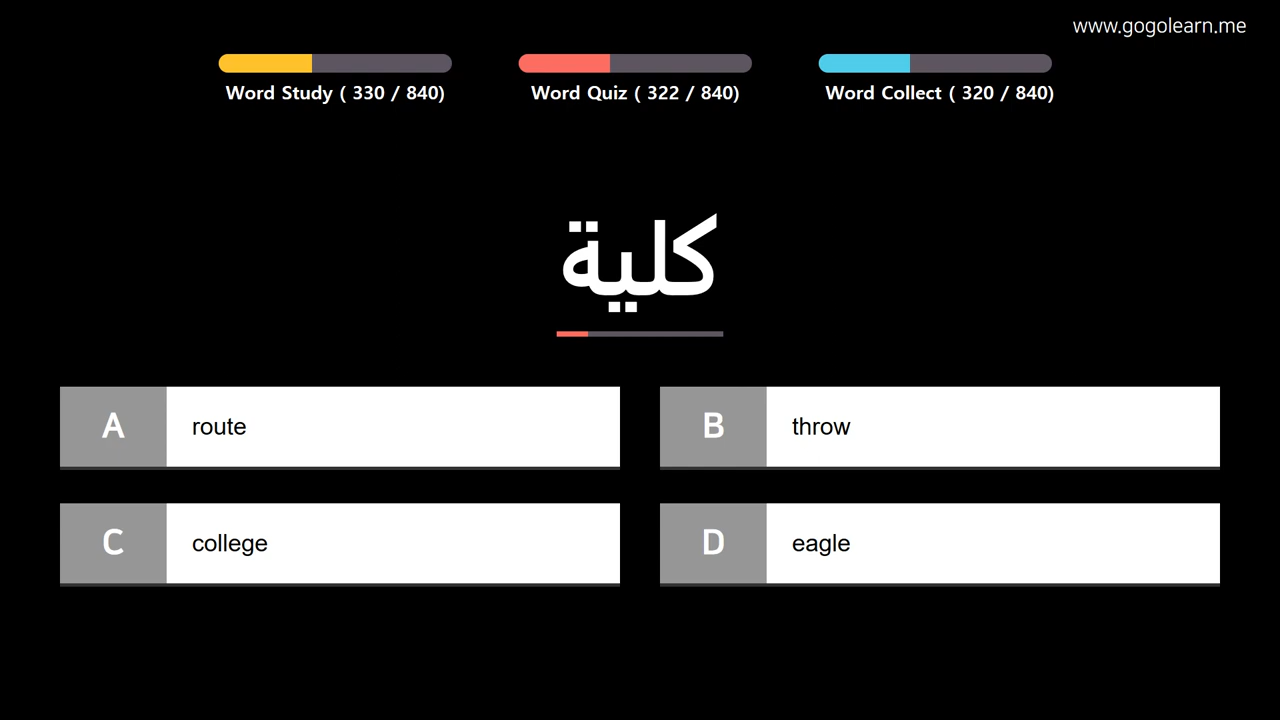 www.gogolearn.me
Word Study ( 330 / 840)
Word Quiz ( 322 / 840)
Word Collect ( 320 / 840)
كلية
A route
B throw
C college
D eagle